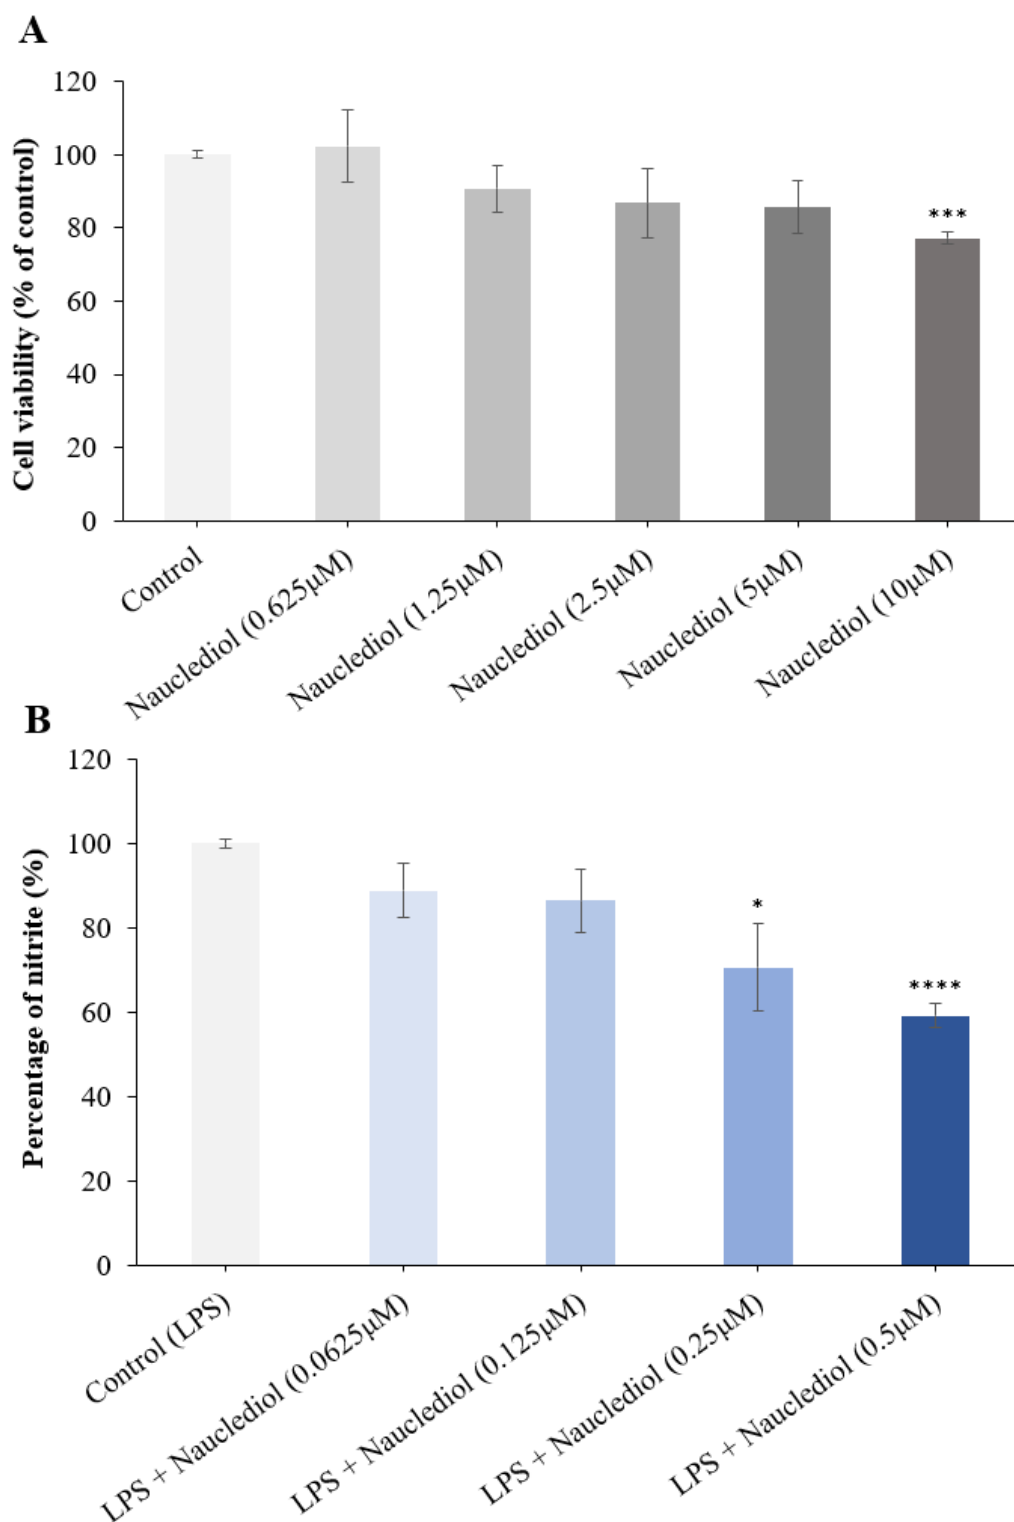 A
Cell viability (% of control)
120
100
80
60
40
20
0
***
Control
Nauclediol (0.625µM)
Nauclediol (1.25µM)
Nauclediol (2.5µM)
Nauclediol (5µM)
Nauclediol (10µM)
B
Percentage of nitrite (%)
120
100
80
60
40
20
0
*
****
Control (LPS)
LPS + Nauclediol (0.0625µM)
LPS + Nauclediol (0.125µM)
LPS + Nauclediol (0.25µM)
LPS + Nauclediol (0.5µM)